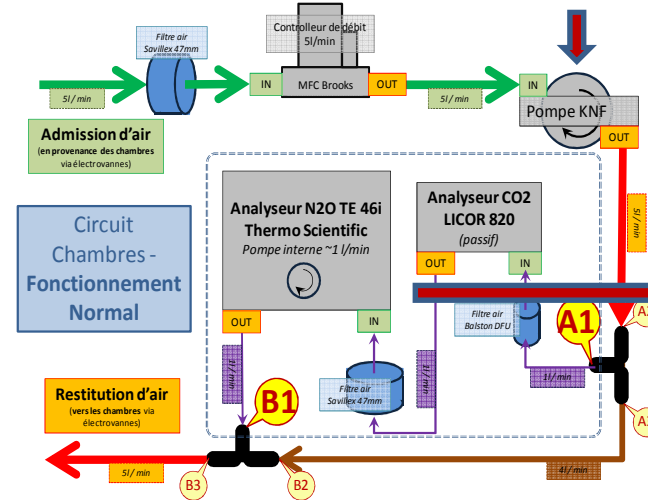 Filtre air
Savillex 47mm
Controlleur de débit
5l/min
MFC Brooks
IN
OUT
5l / min
5l / min
IN
Pompe KNF
OUT
Admission d'air
(en provenance des chambres
via électrovannes)
5l / min
Circuit
Chambres -
Fonctionnement
Normal
Analyseur N2O TE 46i
Thermo Scientific
Pompe interne ~1 l/min
OUT
IN
Analyseur CO2
LICOR 820
(passif)
OUT
IN
Filtre air
Balston DFU
A1
1l / min
1l / min
1l / min
Filtre air
Savillex 47mm
B1
Restitution d'air
(vers les chambres via
électrovannes)
5l / min
B3
B2
4l / min